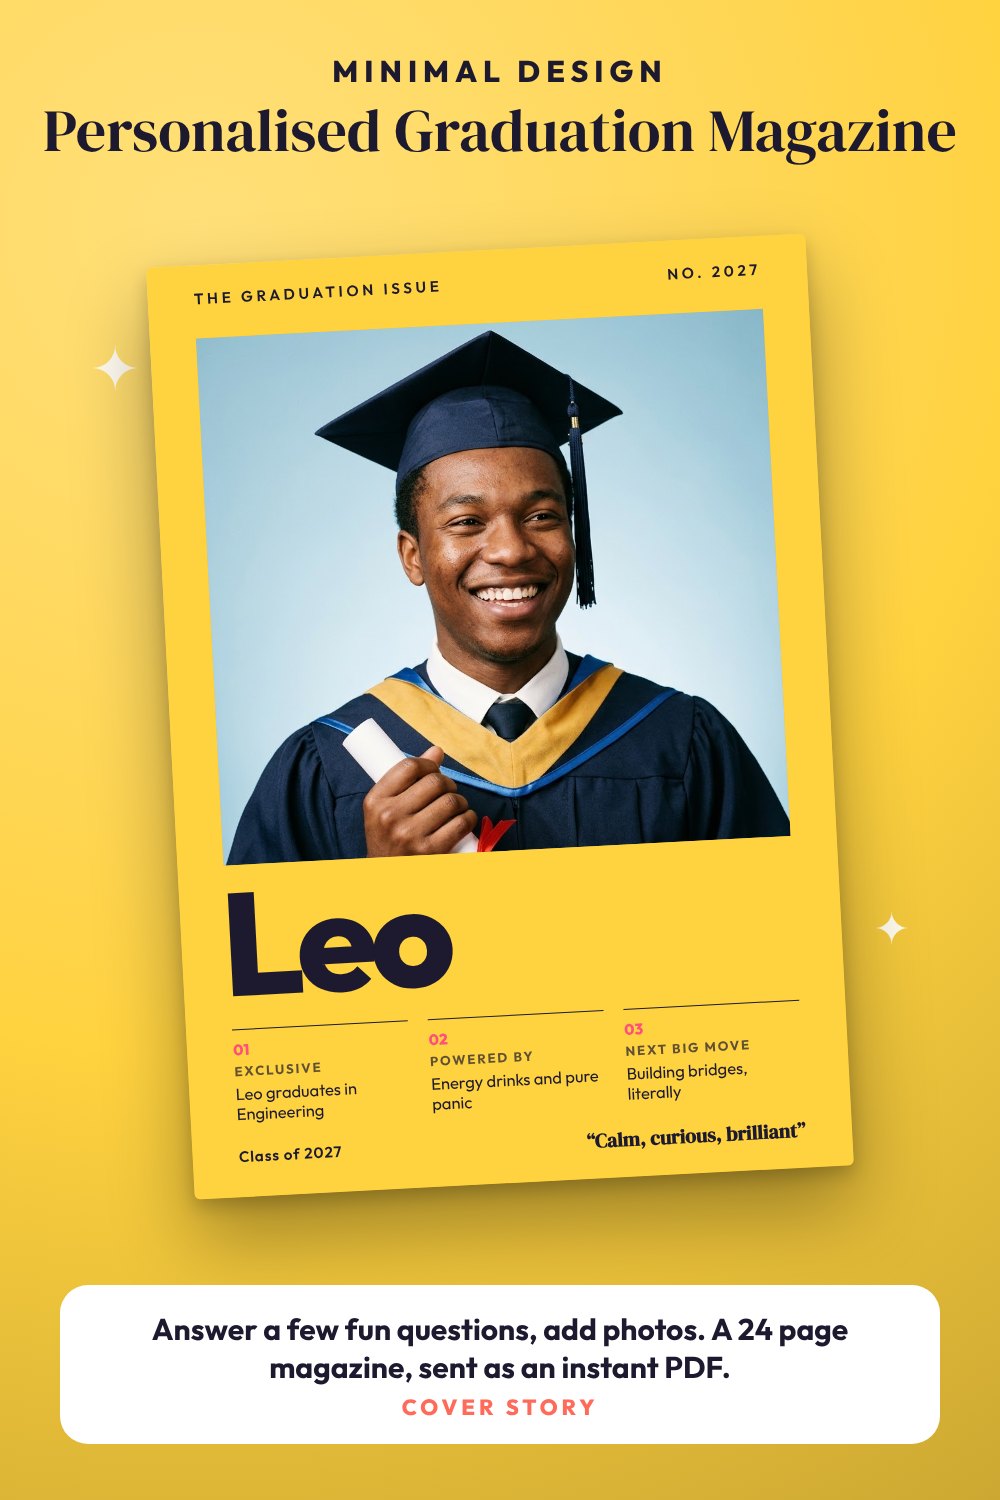 MINIMAL DESIGN
Personalised Graduation Magazine
THE GRADUATION ISSUE
NO. 2027
Leo
01
EXCLUSIVE
Leo graduates in
Engineering
02
POWERED BY
Energy drinks and pure
panic
03
NEXT BIG MOVE
Building bridges,
literally
Class of 2027
“Calm, curious, brilliant”
Answer a few fun questions, add photos. A 24 page
magazine, sent as an instant PDF.
COVER STORY